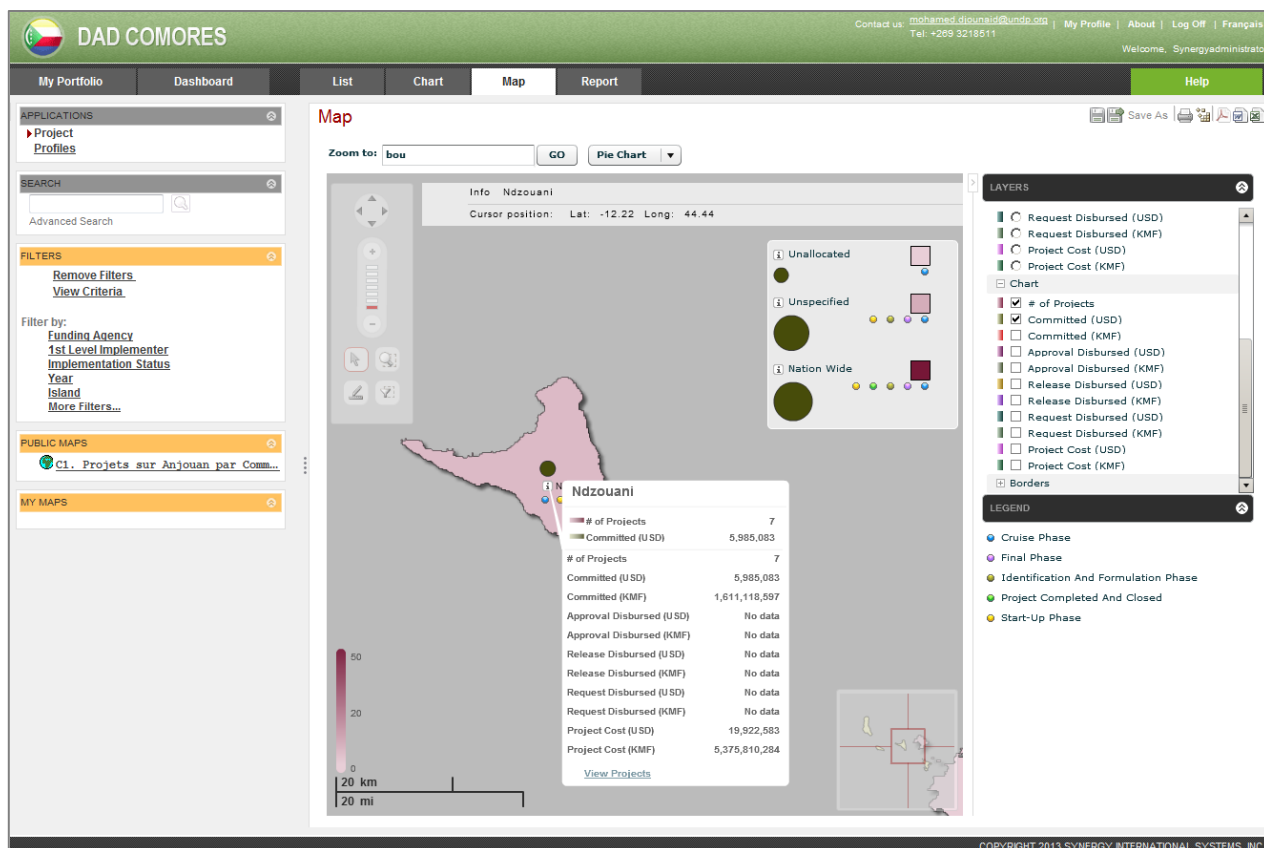 Contact us: mohamed.djounaid@undp.org | My Profile | About | Log Off | Français
Tel: +269 3218511
DAD COMORES
Welcome, Synergyadministrato
My Portfolio Dashboard List Chart Map Report Help
APPLICATIONS
Project
Profiles
SEARCH
Advanced Search
FILTERS
Remove Filters
View Criteria
Filter by:
Funding Agency
1st Level Implementer
Implementation Status
Year
Island
More Filters...
PUBLIC MAPS
C1. Projets sur Anjouan par Comm...
MY MAPS
Map
Save As
Zoom to: bou GO Pie Chart
Info Ndzouani
Cursor position: Lat: -12.22 Long: 44.44
Unallocated
Unspecified
Nation Wide
N
Ndzouani
# of Projects 7
Committed (USD) 5,985,083
# of Projects 7
Committed (USD) 5,985,083
Committed (KMF) 1,611,118,597
Approval Disbursed (USD) No data
Approval Disbursed (KMF) No data
Release Disbursed (USD) No data
Release Disbursed (KMF) No data
Request Disbursed (USD) No data
Request Disbursed (KMF) No data
Project Cost (USD) 19,922,583
Project Cost (KMF) 5,375,810,284
View Projects
50
20
0
20 km
20 mi
LAYERS
Request Disbursed (USD)
Request Disbursed (KMF)
Project Cost (USD)
Project Cost (KMF)
Chart
# of Projects
Committed (USD)
Committed (KMF)
Approval Disbursed (USD)
Approval Disbursed (KMF)
Release Disbursed (USD)
Release Disbursed (KMF)
Request Disbursed (USD)
Request Disbursed (KMF)
Project Cost (USD)
Project Cost (KMF)
Borders
LEGEND
Cruise Phase
Final Phase
Identification And Formulation Phase
Project Completed And Closed
Start-Up Phase
COPYRIGHT 2013 SYNERGY INTERNATIONAL SYSTEMS, INC